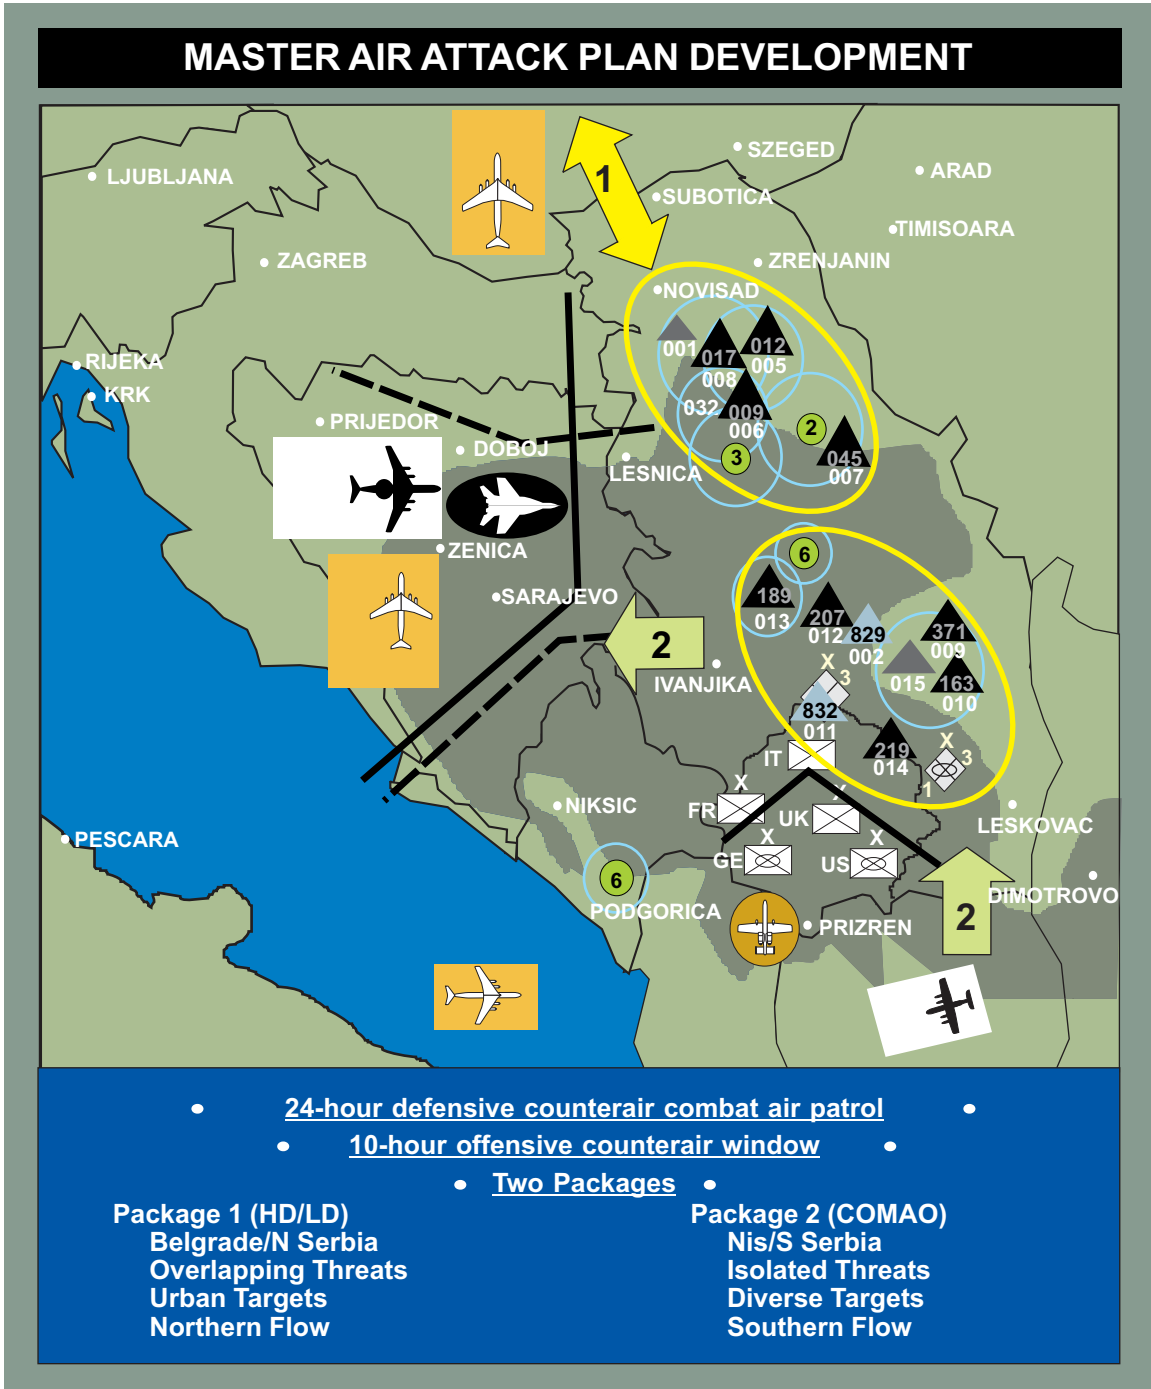 MASTER AIR ATTACK PLAN DEVELOPMENT
SZEGED
ARAD
LJUBLJANA
1
SUBOTICA
TIMISOARA
ZAGREB
ZRENJANIN
NOVISAD
001
017
012
005
RIJEKA
008
KRK
032
009
006
PRIJEDOR
2
DOBOJ
3
045
LESNICA
007
ZENICA
6
SARAJEVO
189
013
207
012
829
002
371
009
2
IVANJIKA
X
3
015
163
010
832
011
IT
219
014
X
3
1
X
NIKSIC
FR
X
UK
LESKOVAC
PESCARA
X
X
GE
US
6
DIMOTROVO
PODGORICA
2
PRIZREN
24-hour defensive counterair combat air patrol
10-hour offensive counterair window
Two Packages
Package 1 (HD/LD)
Belgrade/N Serbia
Overlapping Threats
Urban Targets
Northern Flow
Package 2 (COMAO)
Nis/S Serbia
Isolated Threats
Diverse Targets
Southern Flow